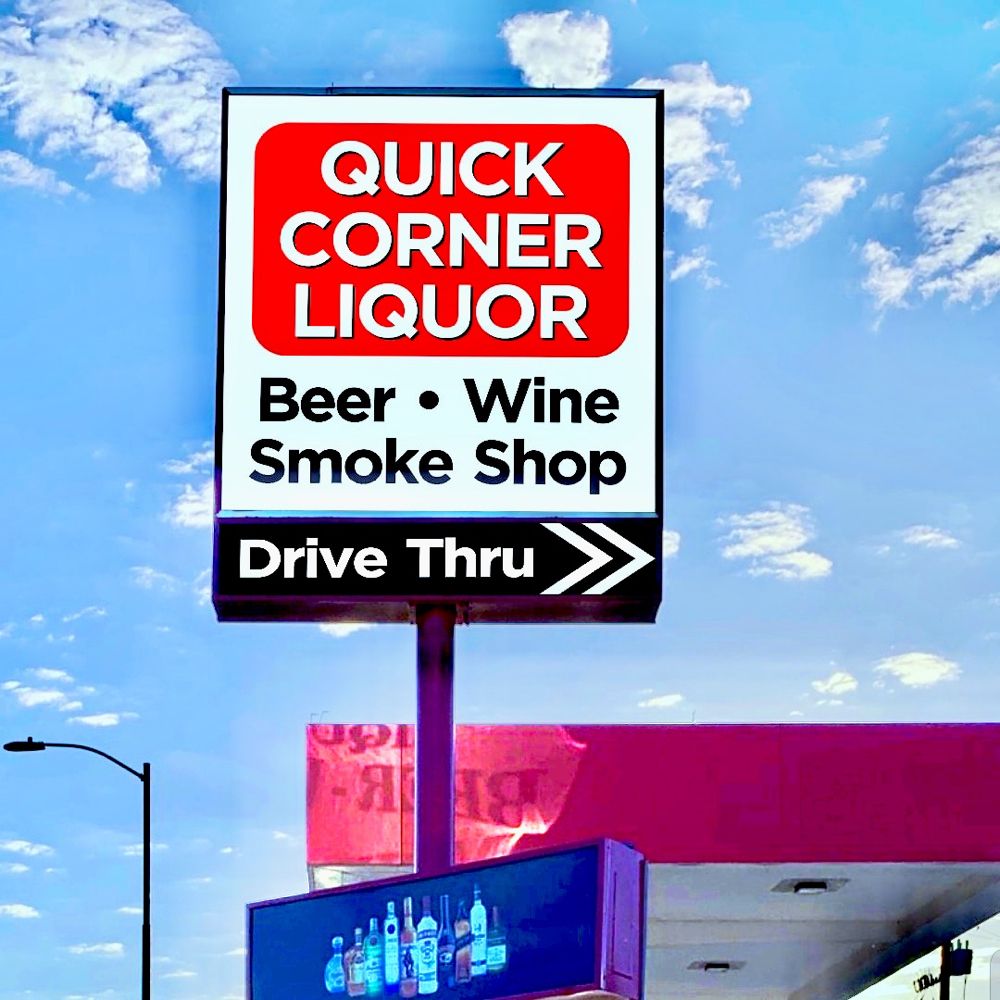 QUICK
CORNER
LIQUOR
Beer • Wine
Smoke Shop
Drive Thru